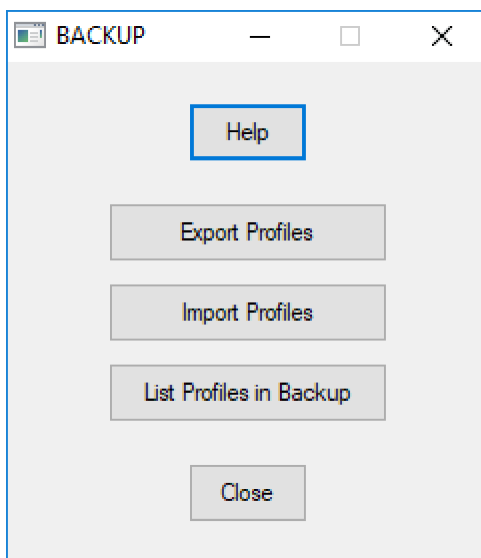 BACKUP
Help
Export Profiles
Import Profiles
List Profiles in Backup
Close